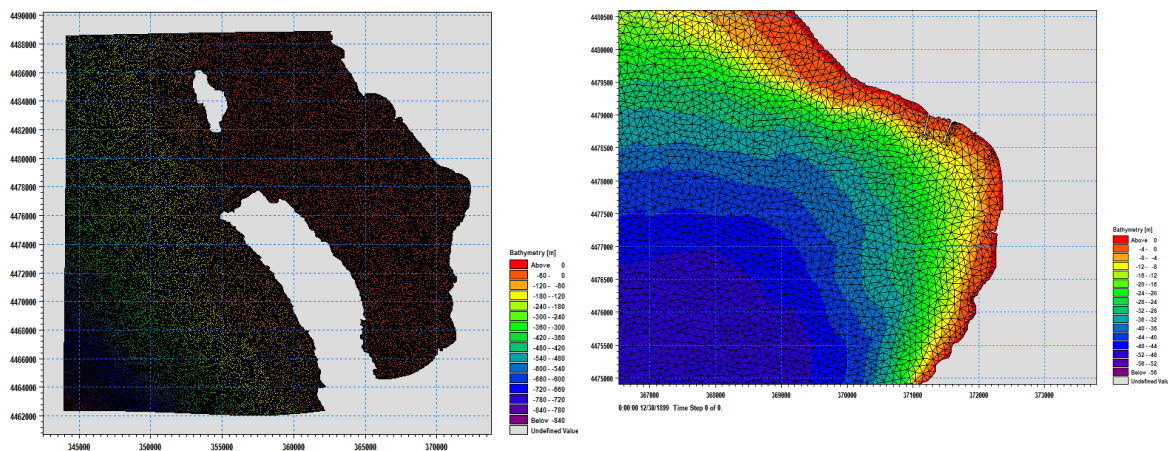 4490000
4488000
4486000
4484000
4482000
4480000
4478000
4476000
4474000
4472000
4470000
4468000
4466000
4464000
4462000
345000 350000 355000 360000 365000 370000
Bathymetry [m]
Above 0
-60 - 0
-120 - -60
-180 - -120
-240 - -180
-300 - -240
-360 - -300
-420 - -360
-480 - -420
-540 - -480
-600 - -540
-660 - -600
-720 - -660
-780 - -720
-840 - -780
Below -840
Undefined Value
4480500
4480000
4479500
4479000
4478500
4478000
4477500
4477000
4476500
4476000
4475500
4475000
367000 368000 369000 370000 371000 372000 373000
0:00:00 12/30/1899 Time Step 0 of 0.
Bathymetry [m]
Above 0
-4 - 0
-8 - -4
-12 - -8
-16 - -12
-20 - -16
-24 - -20
-28 - -24
-32 - -28
-36 - -32
-40 - -36
-44 - -40
-48 - -44
-52 - -48
-56 - -52
Below -56
Undefined Value